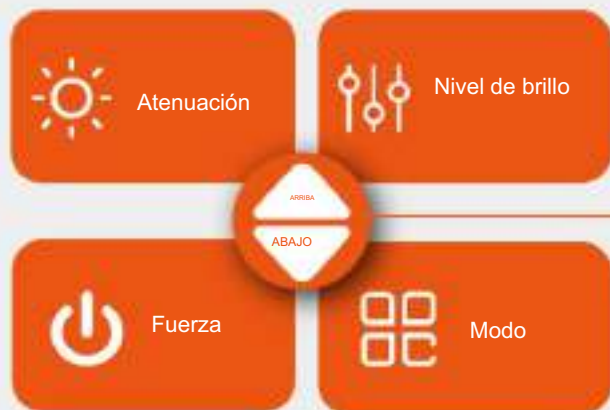 Atenuación
Nivel de brillo
ARRIBA
ABAJO
Fuerza
Modo